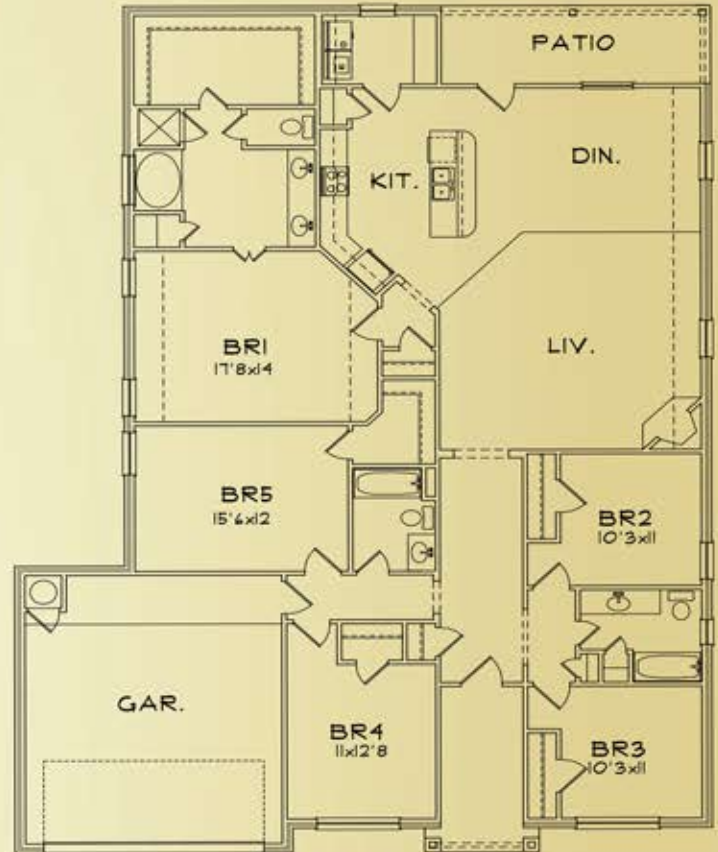 PATIO
DIN.
KIT.
BR1
17'8x14
LIV.
BR5
15'6x12
BR2
10'3x11
GAR.
BR4
11x12'8
BR3
10'3x11